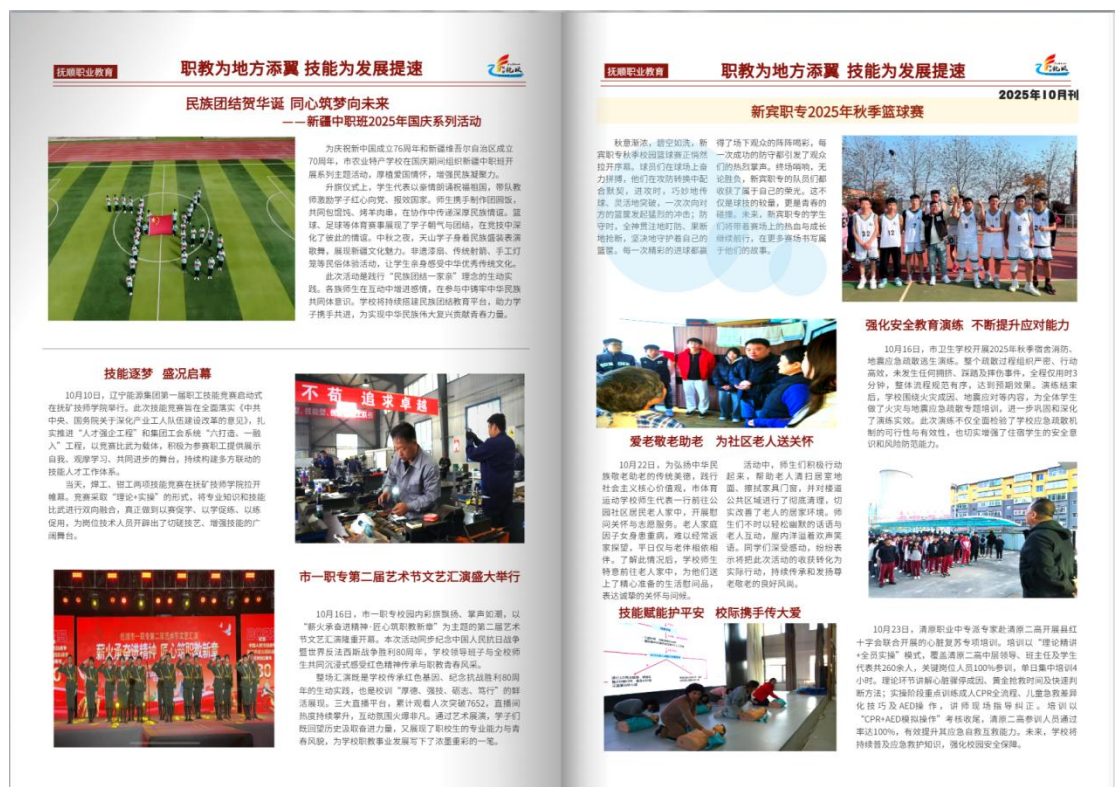 抚顺职业教育
职教为地方添翼 技能为发展提速
民族团结贺华诞 同心筑梦向未来
——新疆中职班2025年国庆系列活动
为庆祝新中国成立76周年和新疆维吾尔自治区成立
70周年，市农业特产学校在国庆期间组织新疆中职班开
展系列主题活动，厚植爱国情怀，增强民族凝聚力。
升旗仪式上，学生代表以豪情朗诵祝福祖国，带队教
师激励学子红心向党、报效国家。师生携手制作团圆饭，
共同包馄饨、烤羊肉串，在协作中传递深厚民族情谊。篮
球、足球等体育赛事展现了学子朝气与团结，在竞技中深
化了彼此的情谊。中秋之夜，天山学子身着民族盛装表演
歌舞，展现新疆文化魅力。非遗漆扇、传统射箭、手工灯
笼等民俗体验活动，让学生亲身感受中华优秀传统文化。
此次活动是践行“民族团结一家亲”理念的生动实
践。各族师生在互动中增进感情，在参与中铸牢中华民族
共同体意识。学校将持续搭建民族团结教育平台，助力学
子携手共进，为实现中华民族伟大复兴贡献青春力量。
技能逐梦 盛况启幕
10月10日，辽宁能源集团第一届职工技能竞赛启动式
在抚矿技师学院举行。此次技能竞赛旨在全面落实《中共
中央、国务院关于深化产业工人队伍建设改革的意见》，扎
实推进“人才强企工程”和集团工会系统“六打造、一融
入”工程，以竞赛比武为载体，积极为参赛职工提供展示
自我、观摩学习、共同进步的舞台，持续构建多方联动的
技能人才工作体系。
当天，焊工、钳工两项技能竞赛在抚矿技师学院拉开
帷幕。竞赛采取“理论+实操”的形式，将专业知识和技能
比武进行双向融合，真正做到以赛促学、以学促练、以练
促用，为岗位技术人员开辟出了切磋技艺、增强技能的广
阔舞台。
不苟 追求卓越
市一职专第二届艺术节文艺汇演盛大举行
10月16日，市一职专校园内彩旗飘扬、掌声如潮，以
“薪火承奋进精神·匠心筑职教新章”为主题的第二届艺术
节文艺汇演隆重开幕。本次活动同步纪念中国人民抗日战争
暨世界反法西斯战争胜利80周年，学校领导班子与全校师
生共同沉浸式感受红色精神传承与职教青春风采。
整场汇演既是学校传承红色基因、纪念抗战胜利80周
年的生动实践，也是校训“厚德、强技、砺志、笃行”的鲜
活展现。三大直播平台，累计观看人次突破7652，直播间
热度持续攀升，互动氛围火爆非凡。通过艺术展演，学子们
既回望历史汲取奋进力量，又展现了职校生的专业能力与青
春风貌，为学校职教事业发展写下了浓墨重彩的一笔。
抚顺市一职专第二届艺术节文艺汇演
薪火承奋进精神 匠心筑职教新章
抚顺职业教育
职教为地方添翼 技能为发展提速
2025年10月刊
新宾职专2025年秋季篮球赛
秋意渐浓，碧空如洗，新
宾职专秋季校园篮球赛正悄然
拉开序幕。球员们在球场上奋
力拼搏，他们在攻防转换中配
合默契，进攻时，巧妙地传
球、灵活地突破，一次次向对
方的篮筐发起猛烈的冲击；防
守时，全神贯注地盯防、果断
地抢断，坚决地守护着自己的
篮筐。每一次精彩的进球都赢
得了场下观众的阵阵喝彩，每
一次成功的防守都引发了观众
们的热烈掌声。终场哨响，无
论胜负，新宾职专的队员们都
收获了属于自己的荣光。这不
仅是球技的较量，更是青春的
碰撞。未来，新宾职专的学生
们将带着赛场上的热血与成长
继续前行，在更多赛场书写属
于他们的故事。
爱老敬老助老 为社区老人送关怀
10月22日，为弘扬中华民
族敬老助老的传统美德，践行
社会主义核心价值观，市体育
运动学校师生代表一行前往公
园社区居民老人家中，开展慰
问关怀与志愿服务。老人家庭
因子女身患重病，难以经常返
家探望，平日仅与老伴相依相
伴。了解此情况后，学校师生
特意前往老人家中，为他们送
上了精心准备的生活慰问品，
表达诚挚的关怀与问候。
活动中，师生们积极行动
起来，帮助老人清扫居室地
面、擦拭家具门窗，并对楼道
公共区域进行了彻底清理，切
实改善了老人的居家环境。师
生们不时以轻松幽默的话语与
老人互动，屋内洋溢着欢声笑
语。同学们深受感动，纷纷表
示将把此次活动的收获转化为
实际行动，持续传承和发扬尊
老敬老的良好风尚。
强化安全教育演练 不断提升应对能力
10月16日，市卫生学校开展2025年秋季宿舍消防、
地震应急疏散逃生演练。整个疏散过程组织严密、行动
高效，未发生任何拥挤、踩踏及摔伤事件，全程仅用时3
分钟，整体流程规范有序，达到预期效果。演练结束
后，学校围绕火灾成因、地震应对等内容，为全体学生
做了火灾与地震应急疏散专题培训，进一步巩固和深化
了演练实效。此次演练不仅全面检验了学校应急疏散机
制的可行性与有效性，也切实增强了住宿学生的安全意
识和风险防范能力。
技能赋能护平安 校际携手传大爱
10月23日，清原职业中专派专家赴清原二高开展县红
十字会联合开展的心脏复苏专项培训。培训以“理论精讲
+全员实操”模式，覆盖清原二高中层领导、班主任及学生
代表共260余人，关键岗位人员100%参训，单日集中培训4
小时。理论环节讲解心脏骤停成因、黄金抢救时间及快速判
断方法；实操阶段重点训练成人CPR全流程、儿童急救差异
化技巧及AED操 作，讲师现场指导纠正。培训以
“CPR+AED模拟操作”考核收尾，清原二高参训人员通过
率达100%，有效提升其应急自救互救能力。未来，学校将
持续普及应急救护知识，强化校园安全保障。